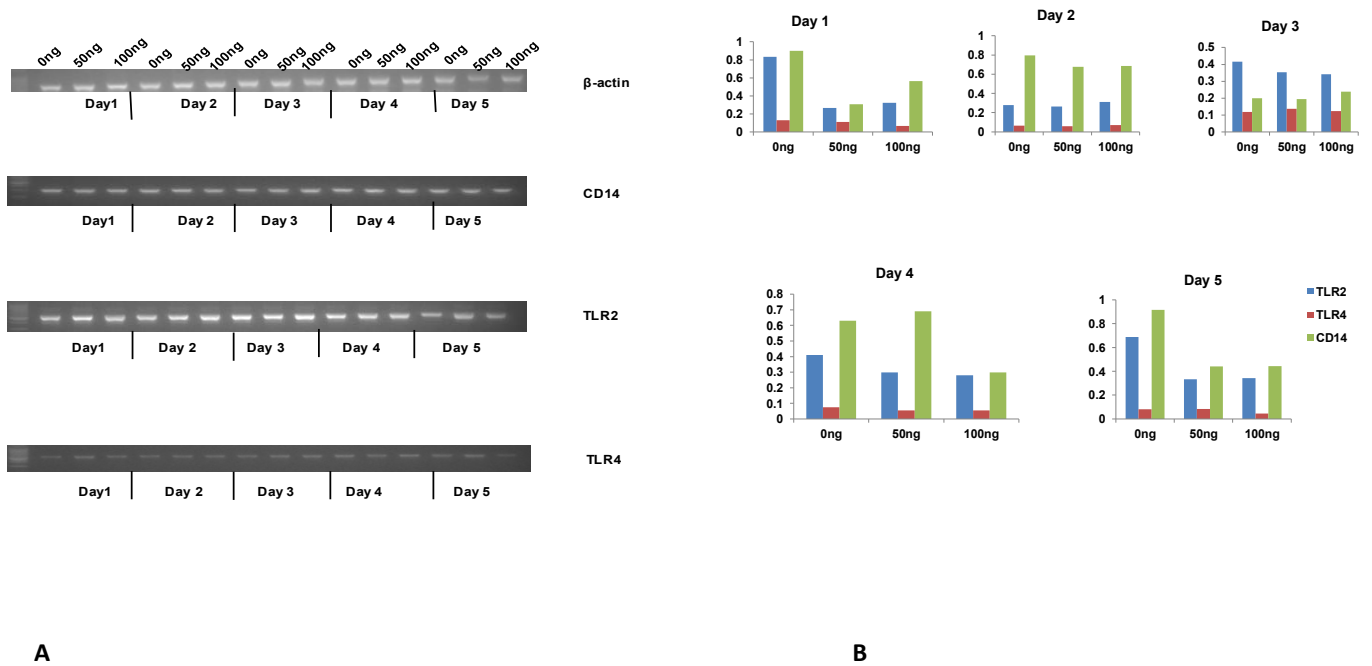 0ng 50ng 100ng 0ng 50ng 100ng 0ng 50ng 100ng 0ng 50ng 100ng 0ng 50ng 100ng
β-actin
Day1 Day 2 Day 3 Day 4 Day 5
CD14
Day1 Day 2 Day 3 Day 4 Day 5
TLR2
Day1 Day 2 Day 3 Day 4 Day 5
TLR4
Day1 Day 2 Day 3 Day 4 Day 5
A
Day 1
1
0.8
0.6
0.4
0.2
0
0ng 50ng 100ng
Day 2
1
0.8
0.6
0.4
0.2
0
0ng 50ng 100ng
Day 3
0.5
0.4
0.3
0.2
0.1
0
0ng 50ng 100ng
Day 4
0.8
0.7
0.6
0.5
0.4
0.3
0.2
0.1
0
0ng 50ng 100ng
Day 5
1
0.8
0.6
0.4
0.2
0
0ng 50ng 100ng
TLR2
TLR4
CD14
B